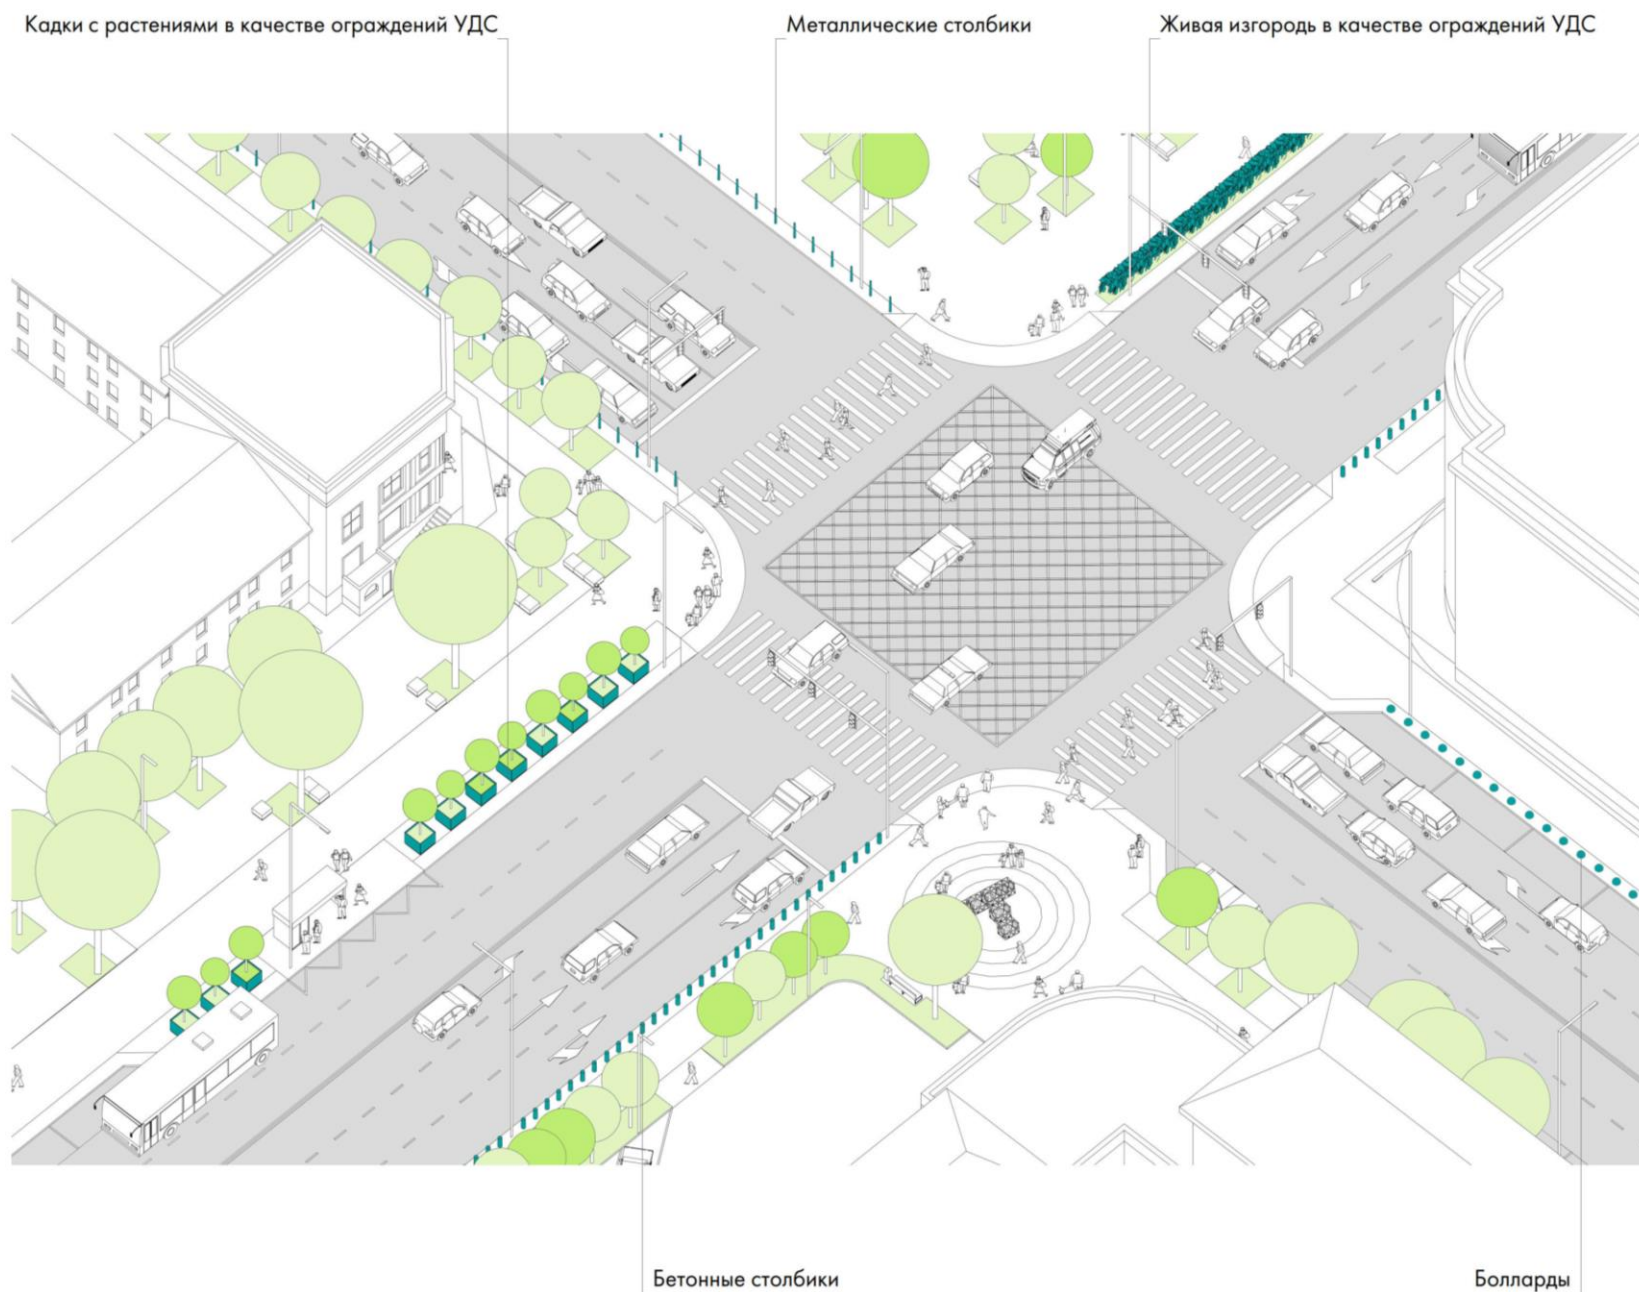 Кадки с растениями в качестве ограждений УДС
Металлические столбики
Живая изгородь в качестве ограждений УДС
Бетонные столбики
Болларды